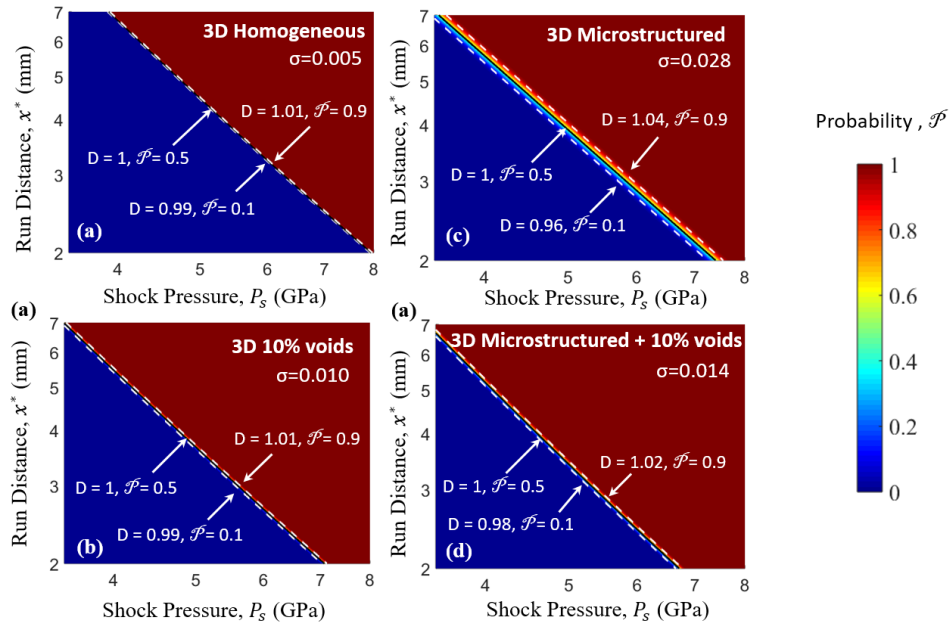 3D Homogeneous
σ=0.005
D = 1.01, 𝒫= 0.9
D = 1, 𝒫= 0.5
D = 0.99, 𝒫= 0.1
(a)
7
6
5
4
3
2
Run Distance, x* (mm)
4
5
6
7
8
Shock Pressure, Pₛ (GPa)
3D Microstructured
σ=0.028
D = 1.04, 𝒫= 0.9
D = 1, 𝒫= 0.5
D = 0.96, 𝒫= 0.1
(c)
7
6
5
4
3
2
Run Distance, x* (mm)
4
5
6
7
8
Shock Pressure, Pₛ (GPa)
(a)
(a)
3D 10% voids
σ=0.010
D = 1.01, 𝒫= 0.9
D = 1, 𝒫= 0.5
D = 0.99, 𝒫= 0.1
(b)
7
6
5
4
3
2
Run Distance, x* (mm)
4
5
6
7
8
Shock Pressure, Pₛ (GPa)
3D Microstructured + 10% voids
σ=0.014
D = 1.02, 𝒫= 0.9
D = 1, 𝒫= 0.5
D = 0.98, 𝒫= 0.1
(d)
7
6
5
4
3
2
Run Distance, x* (mm)
4
5
6
7
8
Shock Pressure, Pₛ (GPa)
Probability , 𝒫
1
0.8
0.6
0.4
0.2
0